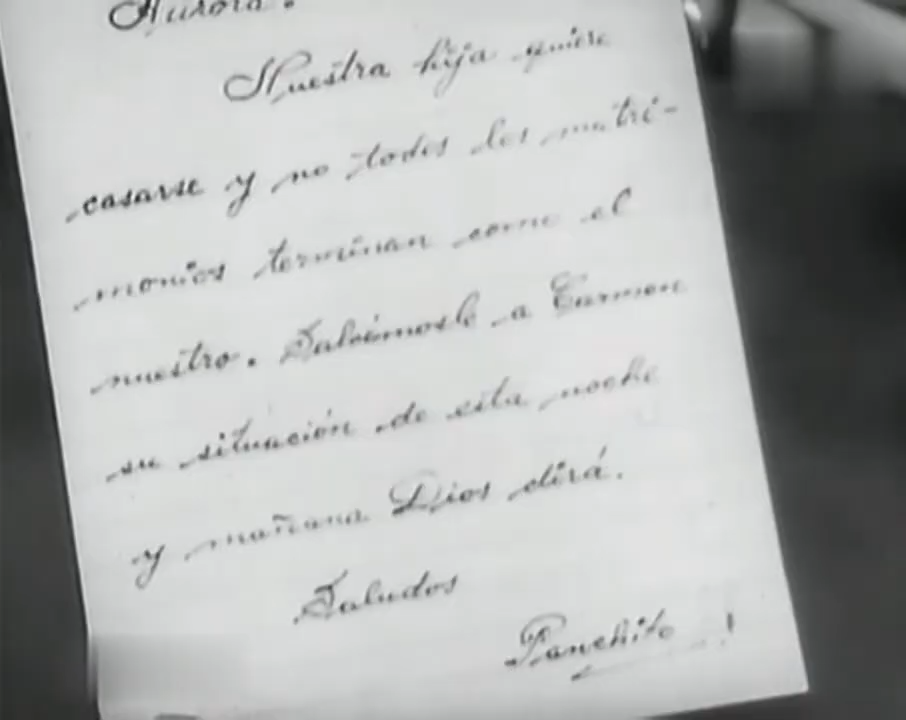 Aurora.
Nuestra hija quiere
casarse y no todos los matri-
monios terminan como el
nuestro. Salvémosle a Carmen
su situación de esta noche
y mañana Dios dirá.
Saludos
Panchito